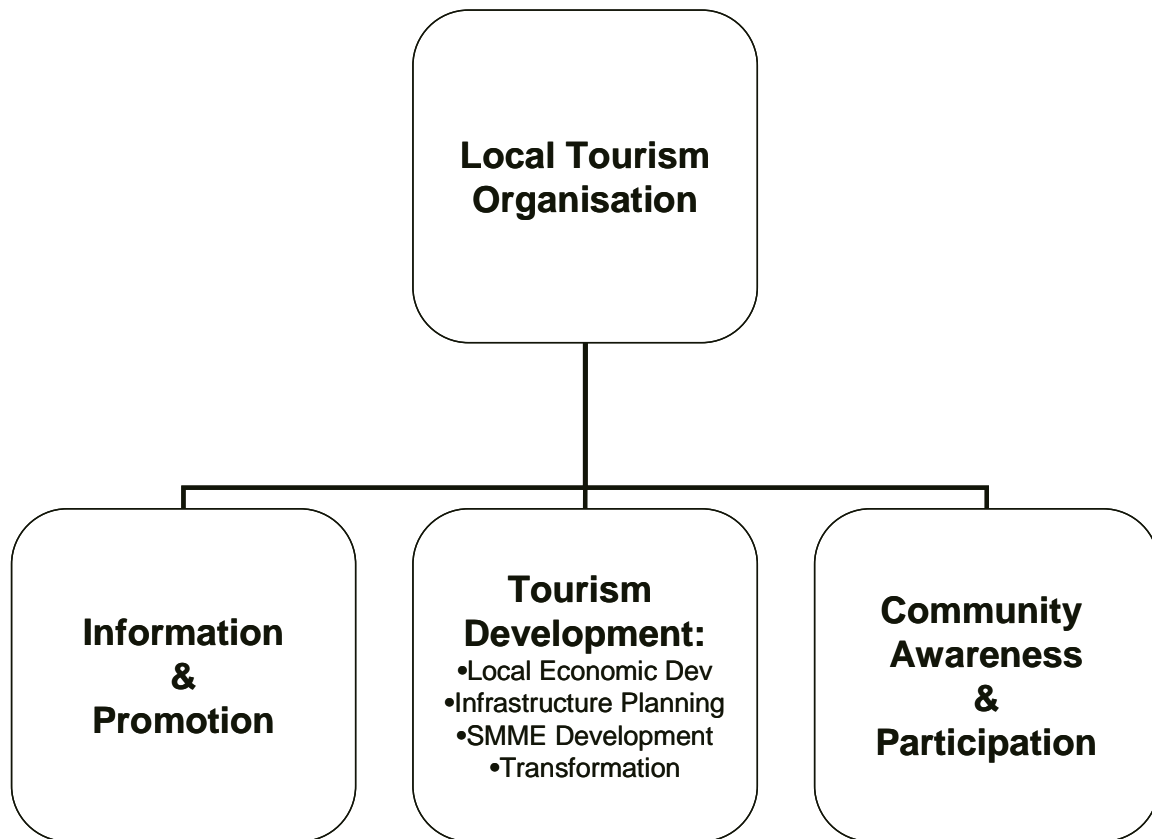 Local Tourism
Organisation
Information
&
Promotion
Tourism
Development:
•Local Economic Dev
•Infrastructure Planning
•SMME Development
•Transformation
Community
Awareness
&
Participation